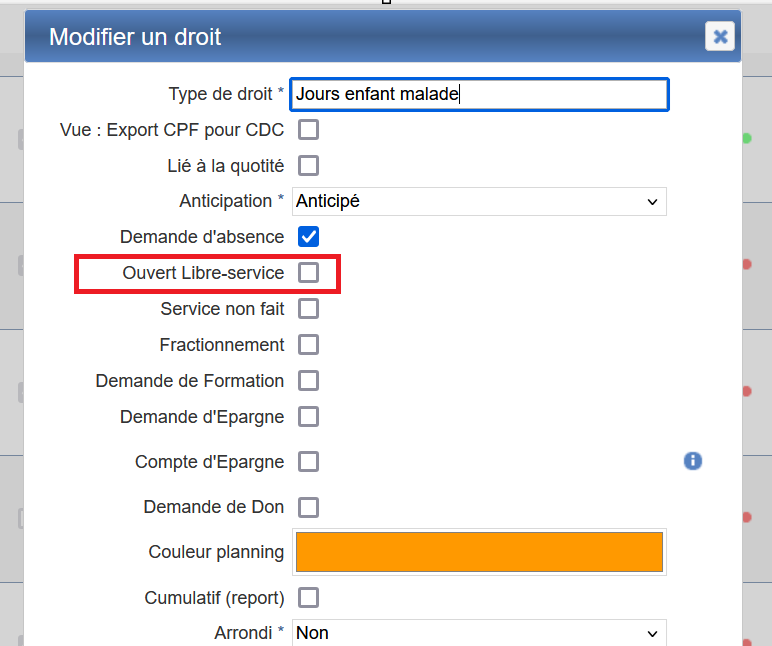 Modifier un droit
Type de droit * Jours enfant malade
Vue : Export CPF pour CDC
Lié à la quotité
Anticipation * Anticipé
Demande d'absence
Ouvert Libre-service
Service non fait
Fractionnement
Demande de Formation
Demande d'Epargne
Compte d'Epargne
Demande de Don
Couleur planning
Cumulatif (report)
Arrondi * Non